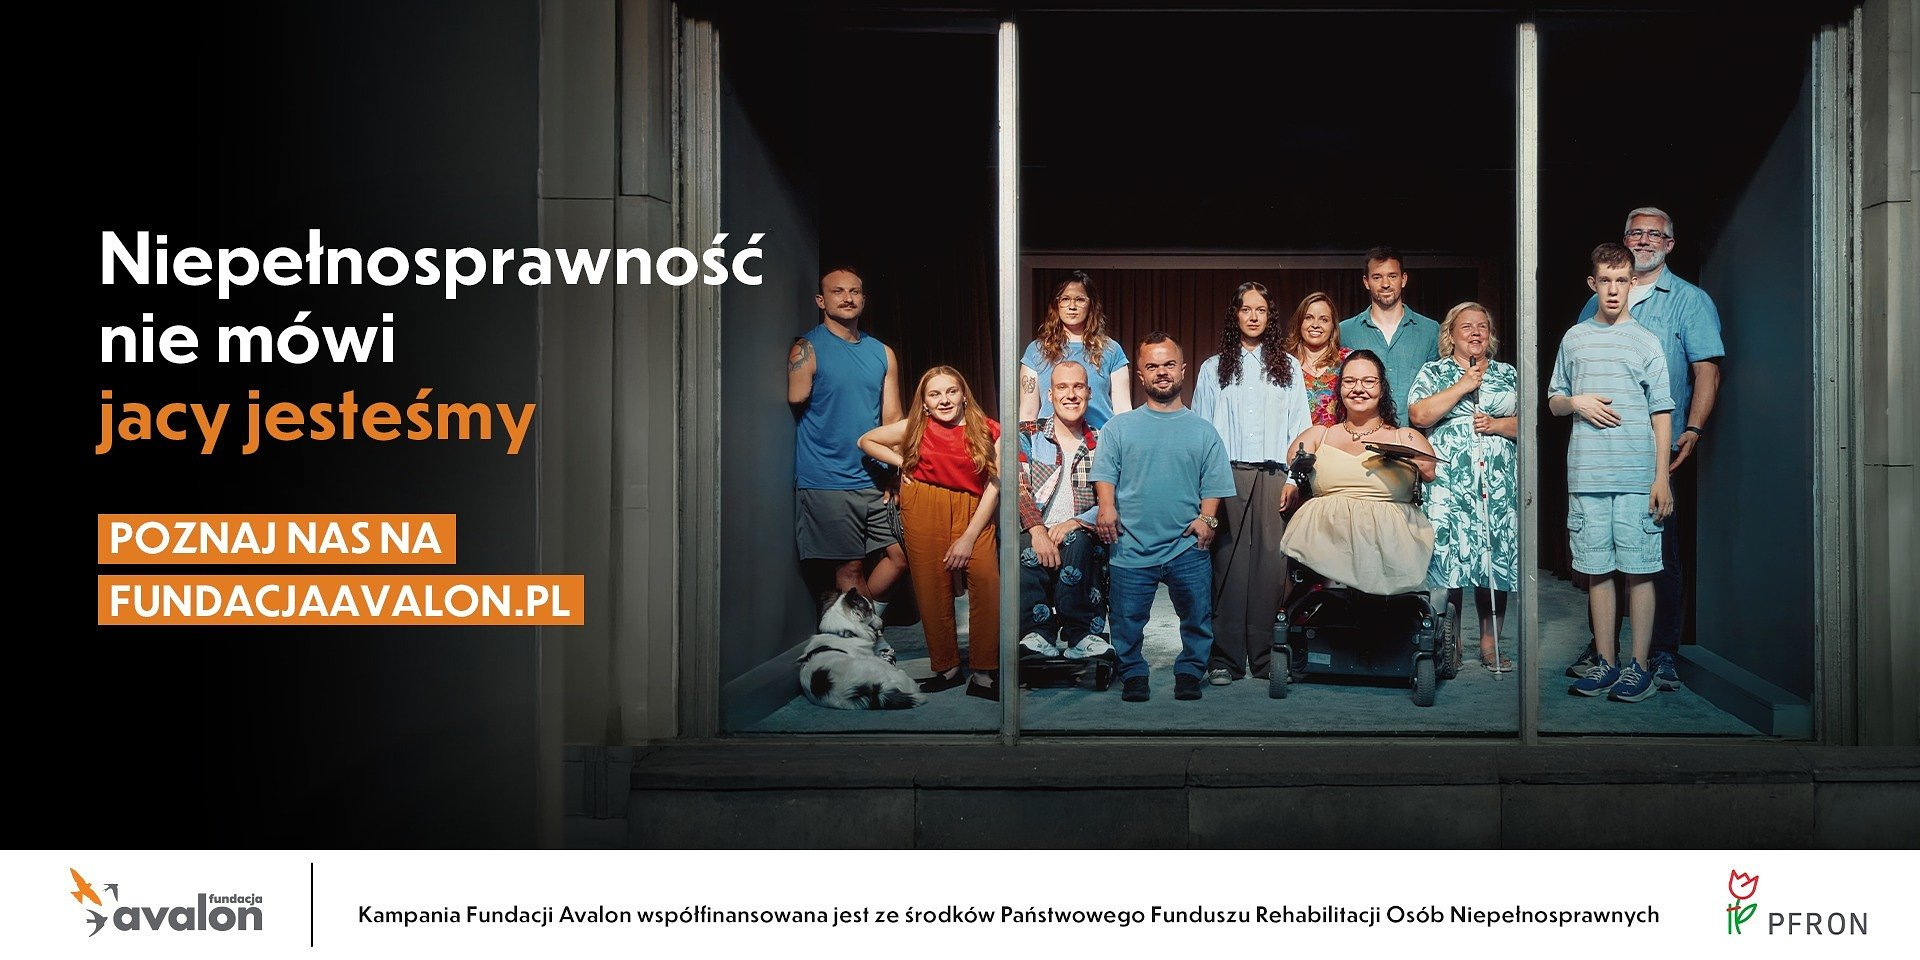 Niepełnosprawność
nie mówi
jacy jesteśmy
POZNAJ NAS NA
FUNDACJAAVALON.PL
fundacja
avalon
Kampania Fundacji Avalon współfinansowana jest ze środków Państwowego Funduszu Rehabilitacji Osób Niepełnosprawnych
PFRON